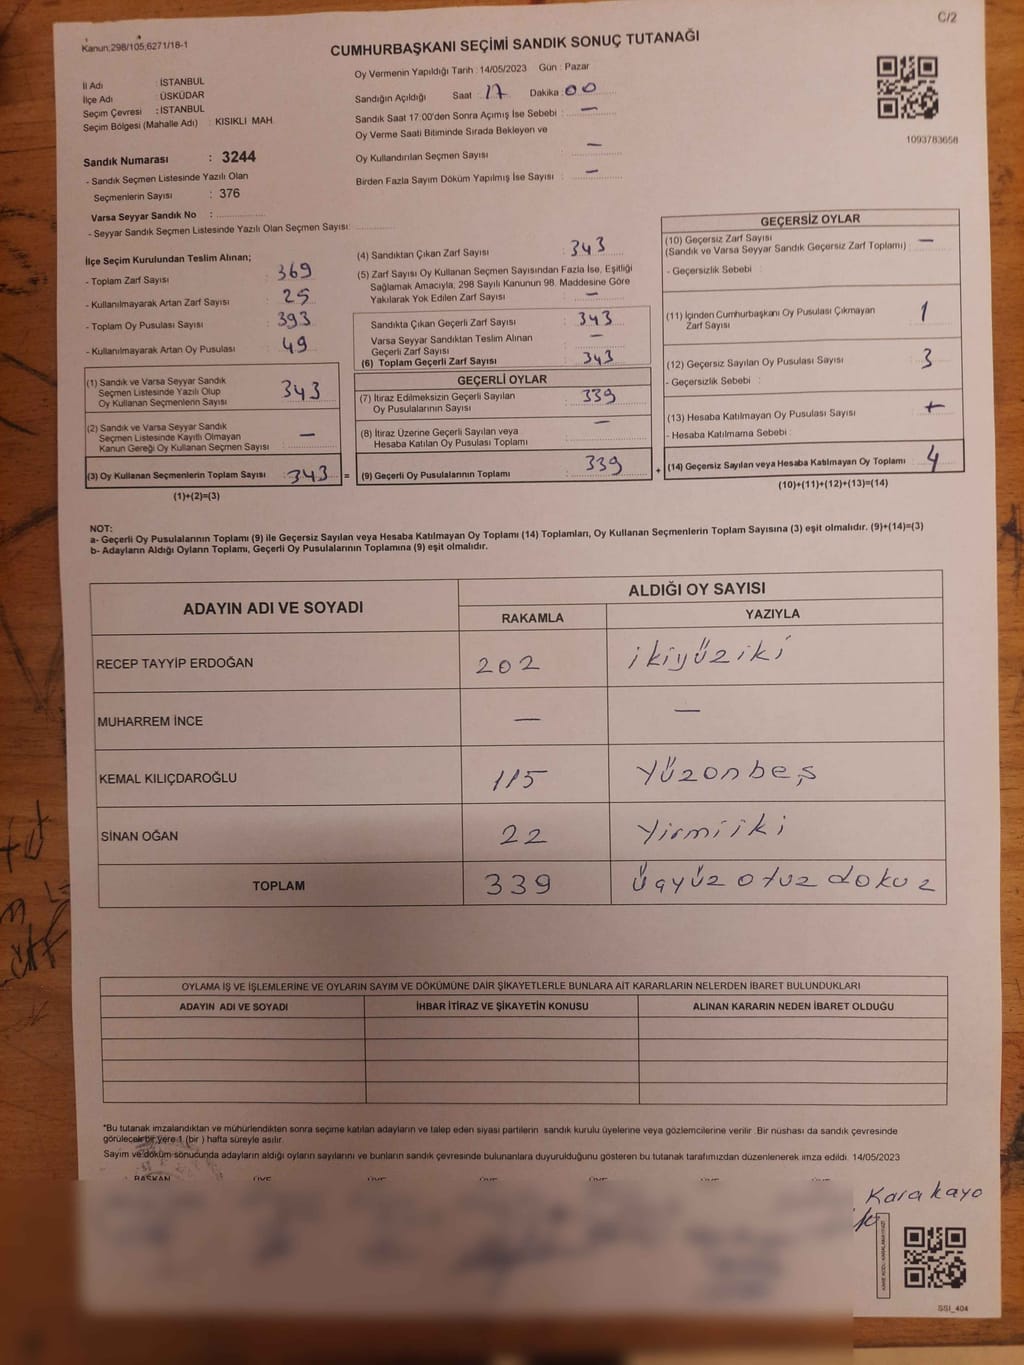 C/2
Kanun;298/105;6271/18-1
CUMHURBAŞKANI SEÇİMİ SANDIK SONUÇ TUTANAĞI
İl Adı : İSTANBUL
İlçe Adı : ÜSKÜDAR
Seçim Çevresi : İSTANBUL
Seçim Bölgesi (Mahalle Adı) : KISIKLI MAH.
Oy Vermenin Yapıldığı Tarih : 14/05/2023 Gün : Pazar
Sandığın Açıldığı Saat : 17 Dakika : 00
Sandık Saat 17:00'den Sonra Açımış İse Sebebi : —
Oy Verme Saati Bitiminde Sırada Bekleyen ve
Oy Kullandırılan Seçmen Sayısı : —
Birden Fazla Sayım Döküm Yapılmış İse Sayısı : —
1093783658
Sandık Numarası : 3244
- Sandık Seçmen Listesinde Yazılı Olan
Seçmenlerin Sayısı : 376
Varsa Seyyar Sandık No :
- Seyyar Sandık Seçmen Listesinde Yazılı Olan Seçmen Sayısı:
İlçe Seçim Kurulundan Teslim Alınan;
- Toplam Zarf Sayısı : 369
- Kullanılmayarak Artan Zarf Sayısı : 25
- Toplam Oy Pusulası Sayısı : 393
- Kullanılmayarak Artan Oy Pusulası : 49
(1) Sandık ve Varsa Seyyar Sandık
Seçmen Listesinde Yazılı Olup
Oy Kullanan Seçmenlerin Sayısı : 343
(2) Sandık ve Varsa Seyyar Sandık
Seçmen Listesinde Kayıtlı Olmayan
Kanun Gereği Oy Kullanan Seçmen Sayısı : —
(3) Oy Kullanan Seçmenlerin Toplam Sayısı : 343 =
(1)+(2)=(3)
(4) Sandıktan Çıkan Zarf Sayısı : 343
(5) Zarf Sayısı Oy Kullanan Seçmen Sayısından Fazla İse, Eşitliği
Sağlamak Amacıyla, 298 Sayılı Kanunun 98. Maddesine Göre
Yakılarak Yok Edilen Zarf Sayısı : —
Sandıkta Çıkan Geçerli Zarf Sayısı : 343
Varsa Seyyar Sandıktan Teslim Alınan
Geçerli Zarf Sayısı : —
(6) Toplam Geçerli Zarf Sayısı : 343
GEÇERLİ OYLAR
(7) İtiraz Edilmeksizin Geçerli Sayılan
Oy Pusulalarının Sayısı : 339
(8) İtiraz Üzerine Geçerli Sayılan veya
Hesaba Katılan Oy Pusulası Toplamı : —
(9) Geçerli Oy Pusulalarının Toplamı : 339 +
GEÇERSİZ OYLAR
(10) Geçersiz Zarf Sayısı
(Sandık ve Varsa Seyyar Sandık Geçersiz Zarf Toplamı) : —
- Geçersizlik Sebebi :
(11) İçinden Cumhurbaşkanı Oy Pusulası Çıkmayan
Zarf Sayısı : 1
(12) Geçersiz Sayılan Oy Pusulası Sayısı : 3
- Geçersizlik Sebebi :
(13) Hesaba Katılmayan Oy Pusulası Sayısı :
- Hesaba Katılmama Sebebi :
(14) Geçersiz Sayılan veya Hesaba Katılmayan Oy Toplamı : 4
(10)+(11)+(12)+(13)=(14)
NOT:
a- Geçerli Oy Pusulalarının Toplamı (9) ile Geçersiz Sayılan veya Hesaba Katılmayan Oy Toplamı (14) Toplamları, Oy Kullanan Seçmenlerin Toplam Sayısına (3) eşit olmalıdır. (9)+(14)=(3)
b- Adayların Aldığı Oyların Toplamı, Geçerli Oy Pusulalarının Toplamına (9) eşit olmalıdır.
ADAYIN ADI VE SOYADI
ALDIĞI OY SAYISI
RAKAMLA YAZIYLA
RECEP TAYYİP ERDOĞAN 202 ikiyüziki
MUHARREM İNCE — —
KEMAL KILIÇDAROĞLU 115 Yüzonbeş
SİNAN OĞAN 22 Yirmiiki
TOPLAM 339 üçyüz otuz dokuz
OYLAMA İŞ VE İŞLEMLERİNE VE OYLARIN SAYIM VE DÖKÜMÜNE DAİR ŞİKAYETLERLE BUNLARA AİT KARARLARIN NELERDEN İBARET BULUNDUKLARI
ADAYIN ADI VE SOYADI İHBAR İTİRAZ VE ŞİKAYETİN KONUSU ALINAN KARARIN NEDEN İBARET OLDUĞU
*Bu tutanak imzalandıktan ve mühürlendikten sonra seçime katılan adayların ve talep eden siyasi partilerin sandık kurulu üyelerine veya gözlemcilerine verilir. Bir nüshası da sandık çevresinde
görülecek bir yere 1 (bir) hafta süreyle asılır.
Sayım ve döküm sonucunda adayların aldığı oyların sayılarını ve bunların sandık çevresinde bulunanlara duyurulduğunu gösteren bu tutanak tarafımızdan düzenlenerek imza edildi. 14/05/2023
BAŞKAN
Karakaya
SSI_404